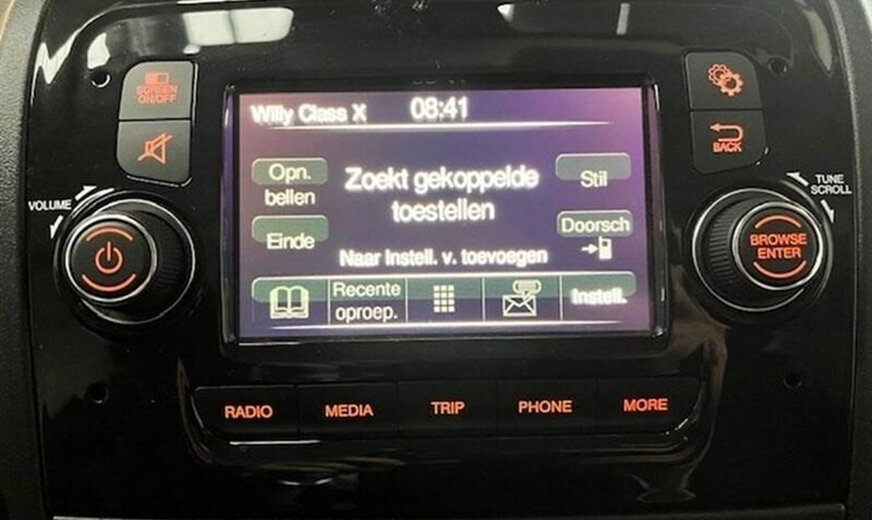 SCREEN
ON/OFF
BACK
VOLUME
TUNE
SCROLL
BROWSE
ENTER
Willy Class X 08:41
Opn.
bellen
Zoekt gekoppelde
toestellen
Stil
Einde
Doorsch
Naar Instell. v. toevoegen
Recente
oproep.
Instell.
RADIO MEDIA TRIP PHONE MORE